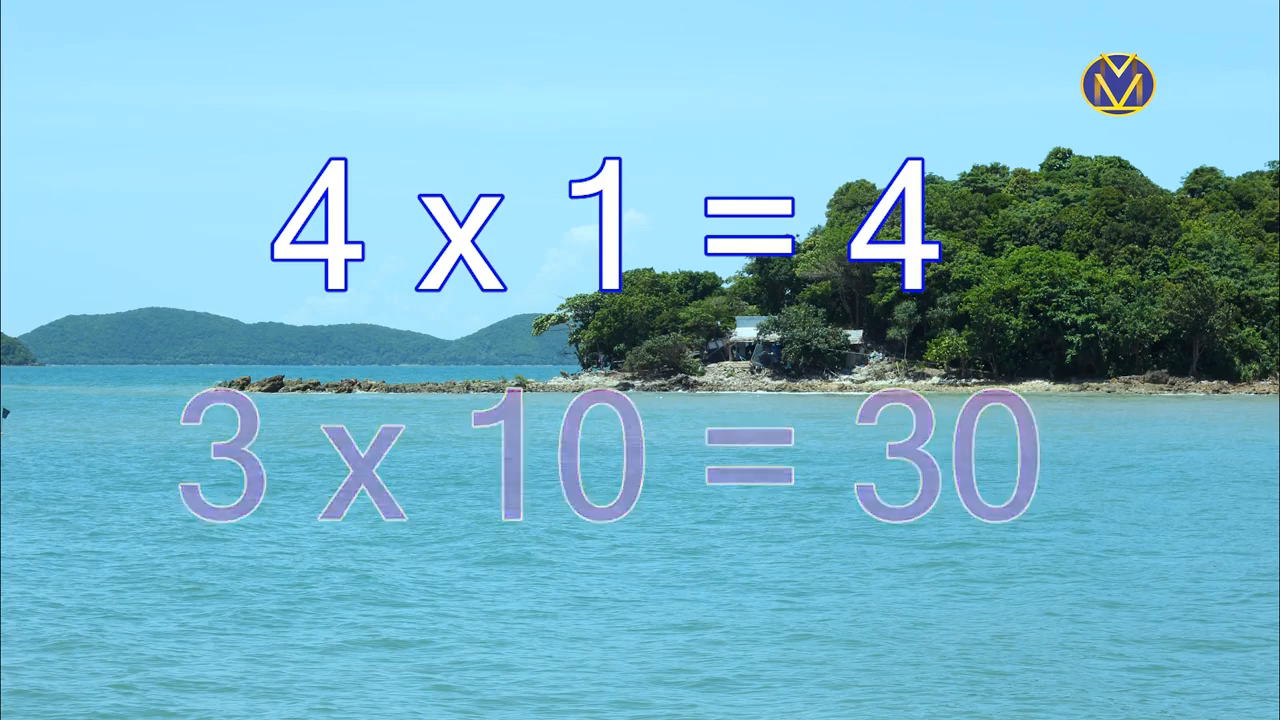 4 x 1 = 4
3 x 10 = 30